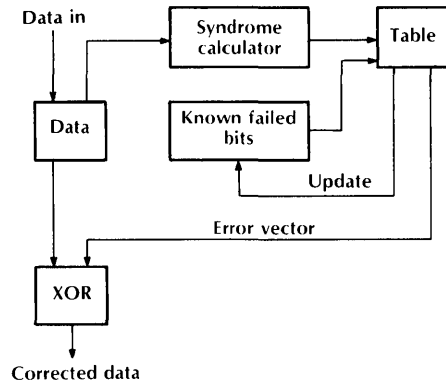 Data in
Syndrome
calculator
Table
Data
Known failed
bits
Update
Error vector
XOR
Corrected data